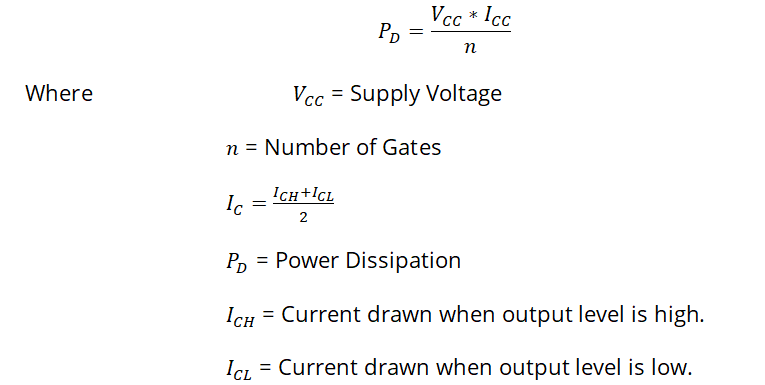 P_D = \frac{V_{CC} * I_{CC}}{n}
Where V_{CC} = Supply Voltage
n = Number of Gates
I_C = \frac{I_{CH}+I_{CL}}{2}
P_D = Power Dissipation
I_{CH} = Current drawn when output level is high.
I_{CL} = Current drawn when output level is low.